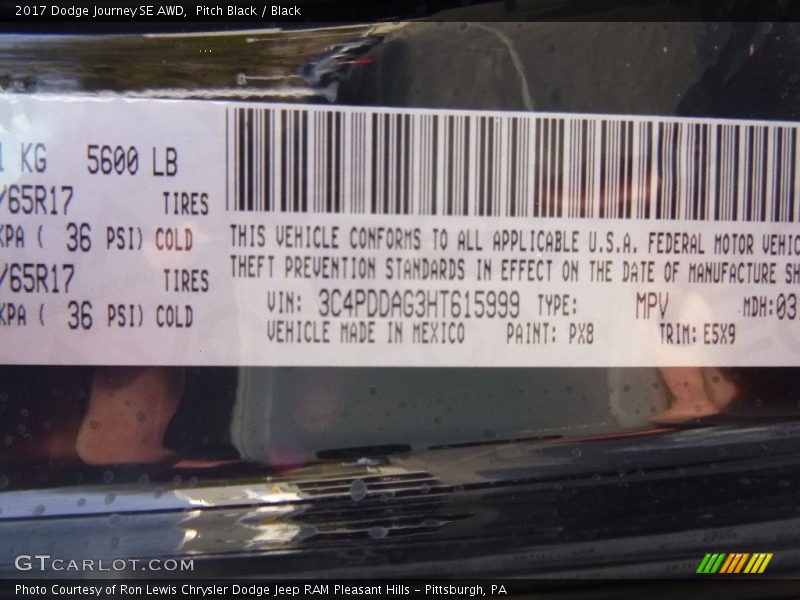 2017 Dodge Journey SE AWD,  Pitch Black / Black
KG 5600 LB
/65R17 TIRES
KPA ( 36 PSI) COLD
/65R17 TIRES
KPA ( 36 PSI) COLD
THIS VEHICLE CONFORMS TO ALL APPLICABLE U.S.A. FEDERAL MOTOR VEHIC
THEFT PREVENTION STANDARDS IN EFFECT ON THE DATE OF MANUFACTURE SH
VIN: 3C4PDDAG3HT615999 TYPE: MPV MDH:03
VEHICLE MADE IN MEXICO PAINT: PX8 TRIM: E5X9
GTCARLOT.COM
Photo Courtesy of Ron Lewis Chrysler Dodge Jeep RAM Pleasant Hills - Pittsburgh, PA